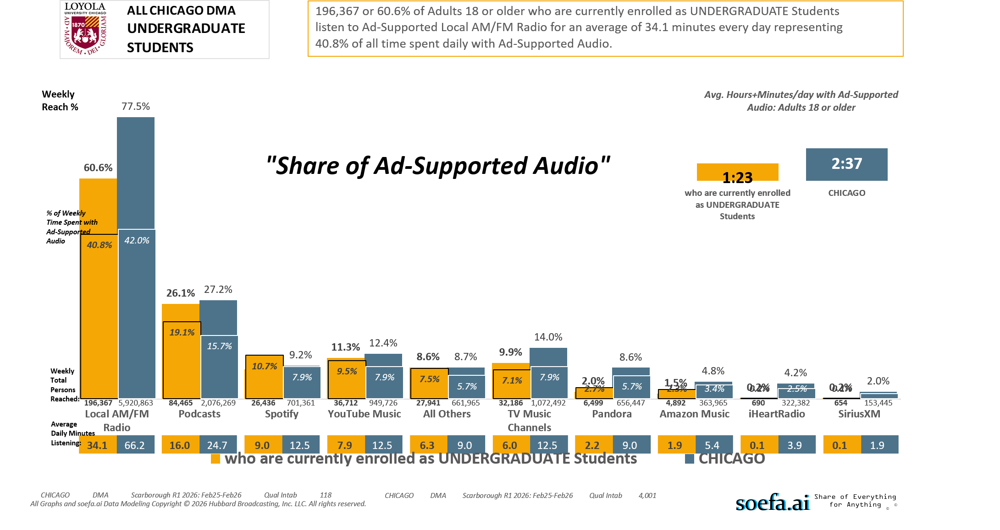 LOYOLA
UNIVERSITY CHICAGO
1870
AD • MAJOREM • DEI • GLORIAM
ALL CHICAGO DMA
UNDERGRADUATE
STUDENTS
196,367 or 60.6% of Adults 18 or older who are currently enrolled as UNDERGRADUATE Students
listen to Ad-Supported Local AM/FM Radio for an average of 34.1 minutes every day representing
40.8% of all time spent daily with Ad-Supported Audio.
Weekly
Reach %
Avg. Hours+Minutes/day with Ad-Supported
Audio: Adults 18 or older
"Share of Ad-Supported Audio"
1:23
2:37
who are currently enrolled
as UNDERGRADUATE
Students
CHICAGO
% of Weekly
Time Spent with
Ad-Supported
Audio
60.6% 77.5%
40.8% 42.0%
26.1% 27.2%
19.1% 15.7%
9.2%
10.7% 7.9%
11.3% 12.4%
9.5% 7.9%
8.6% 8.7%
7.5% 5.7%
9.9% 14.0%
7.1% 7.9%
2.0% 8.6%
2.7% 5.7%
1.5% 4.8%
2.3% 3.4%
0.2% 4.2%
0.2% 2.5%
0.2% 2.0%
Weekly
Total
Persons
Reached:
196,367 5,920,863 84,465 2,076,269 26,436 701,361 36,712 949,726 27,941 661,965 32,186 1,072,492 6,499 656,447 4,892 363,965 690 322,382 654 153,445
Local AM/FM Radio
Podcasts
Spotify
YouTube Music
All Others
TV Music Channels
Pandora
Amazon Music
iHeartRadio
SiriusXM
Average
Daily Minutes
Listening:
34.1 66.2 16.0 24.7 9.0 12.5 7.9 12.5 6.3 9.0 6.0 12.5 2.2 9.0 1.9 5.4 0.1 3.9 0.1 1.9
who are currently enrolled as UNDERGRADUATE Students CHICAGO
CHICAGO DMA Scarborough R1 2026: Feb25-Feb26 Qual Intab 118 CHICAGO DMA Scarborough R1 2026: Feb25-Feb26 Qual Intab 4,001
All Graphs and soefa.ai Data Modeling Copyright © 2026 Hubbard Broadcasting, Inc. LLC. All rights reserved.
soefa.ai
Share of Everything
for Anything © ©